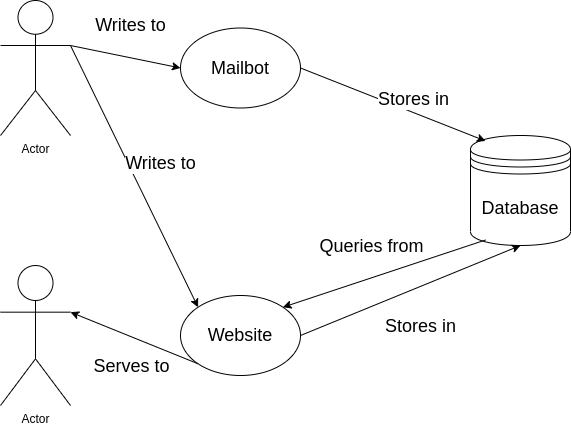 Writes to
Mailbot
Stores in
Actor
Writes to
Database
Queries from
Stores in
Website
Serves to
Actor